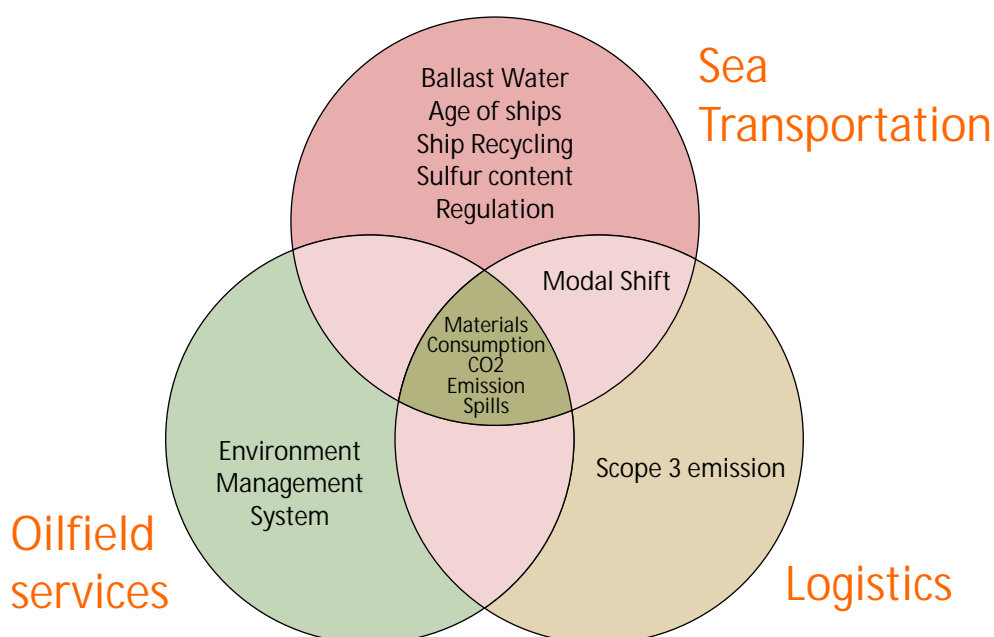 Sea
Transportation
Ballast Water
Age of ships
Ship Recycling
Sulfur content
Regulation
Modal Shift
Materials
Consumption
CO2
Emission
Spills
Environment
Management
System
Scope 3 emission
Oilfield
services
Logistics